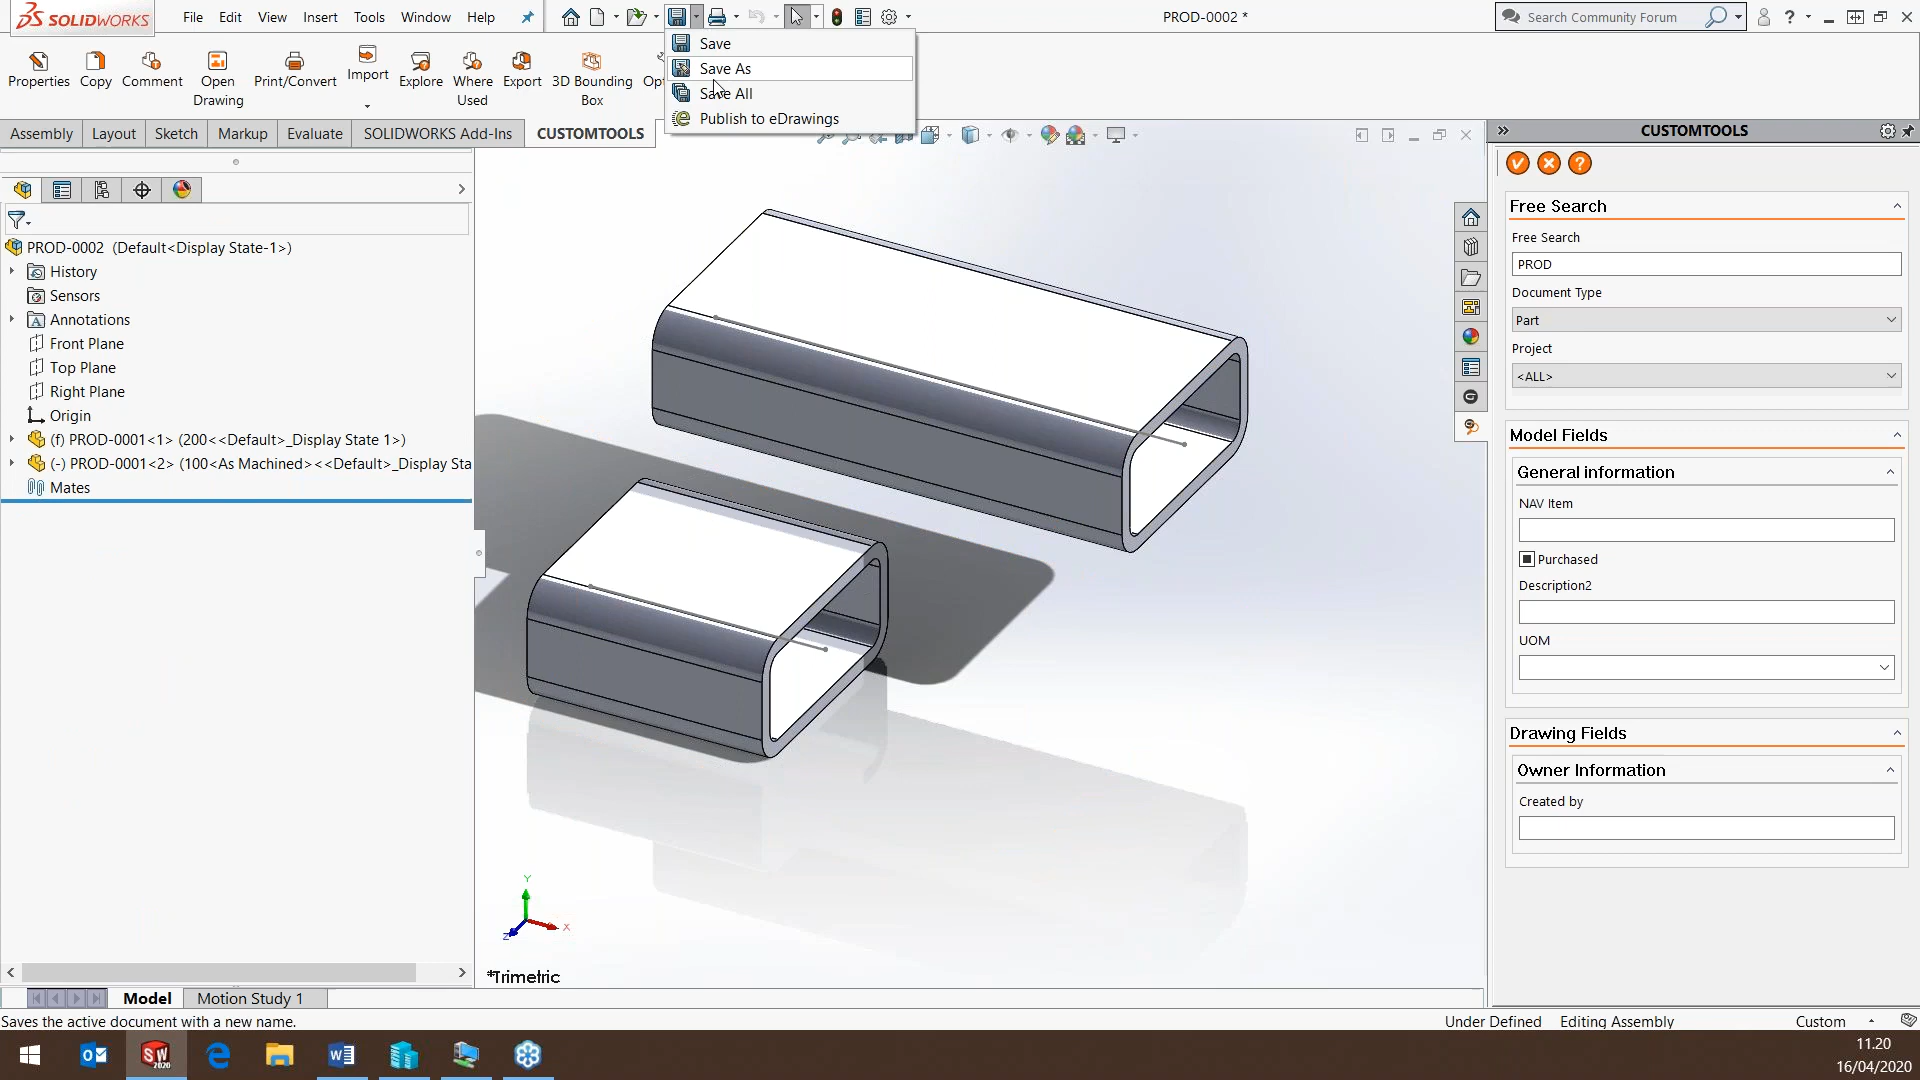 SOLIDWORKS
File Edit View Insert Tools Window Help
PROD-0002 *
Search Community Forum
?
Save
Save As
Save All
Publish to eDrawings
Properties Copy Comment Open Drawing Print/Convert Import Explore Where Used Export 3D Bounding Box
Assembly Layout Sketch Markup Evaluate SOLIDWORKS Add-Ins CUSTOMTOOLS
PROD-0002 (Default<Display State-1>)
History
Sensors
Annotations
Front Plane
Top Plane
Right Plane
Origin
(f) PROD-0001<1> (200<<Default>_Display State 1>)
(-) PROD-0001<2> (100<As Machined><<Default>_Display Sta
Mates
Y
X
Z
*Trimetric
CUSTOMTOOLS
?
Free Search
Free Search
PROD
Document Type
Part
Project
<ALL>
Model Fields
General information
NAV Item
Purchased
Description2
UOM
Drawing Fields
Owner Information
Created by
Model Motion Study 1
Saves the active document with a new name.
Under Defined Editing Assembly Custom
SW 2020
11.20
16/04/2020